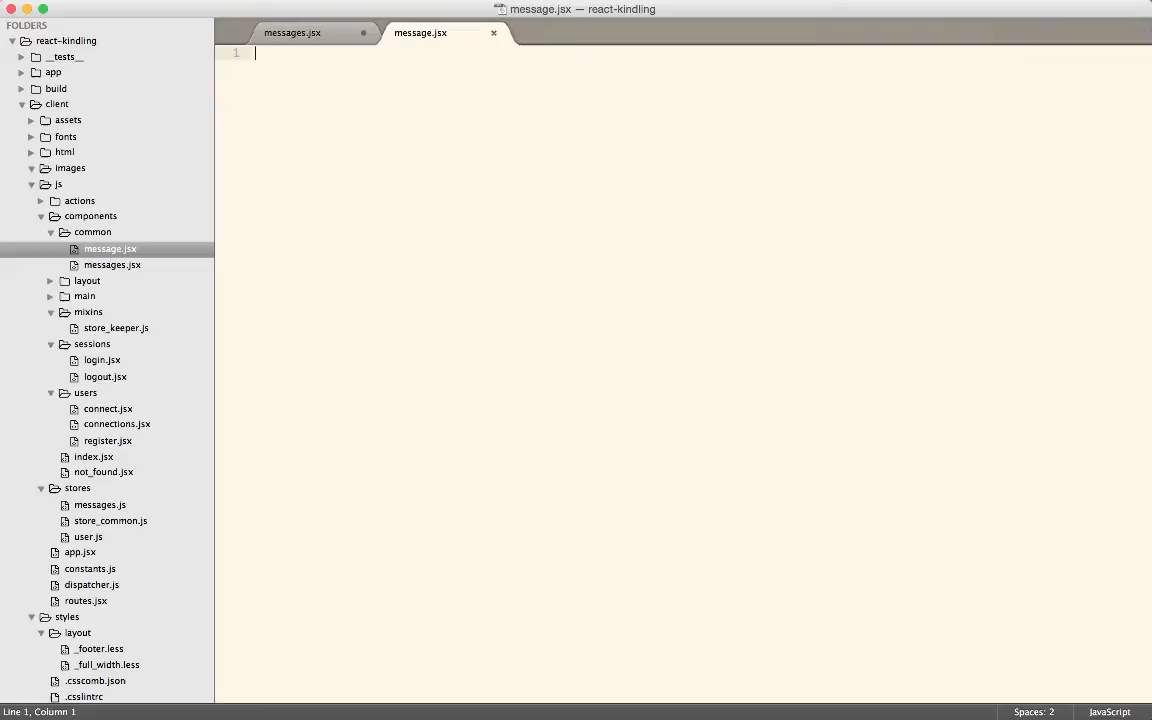 message.jsx — react-kindling
FOLDERS
react-kindling
__tests__
app
build
client
assets
fonts
html
images
js
actions
components
common
message.jsx
messages.jsx
layout
main
mixins
store_keeper.js
sessions
login.jsx
logout.jsx
users
connect.jsx
connections.jsx
register.jsx
index.jsx
not_found.jsx
stores
messages.js
store_common.js
user.js
app.jsx
constants.js
dispatcher.js
routes.jsx
styles
layout
_footer.less
_full_width.less
.csscomb.json
.csslintrc
messages.jsx
message.jsx
1
Line 1, Column 1
Spaces: 2
JavaScript